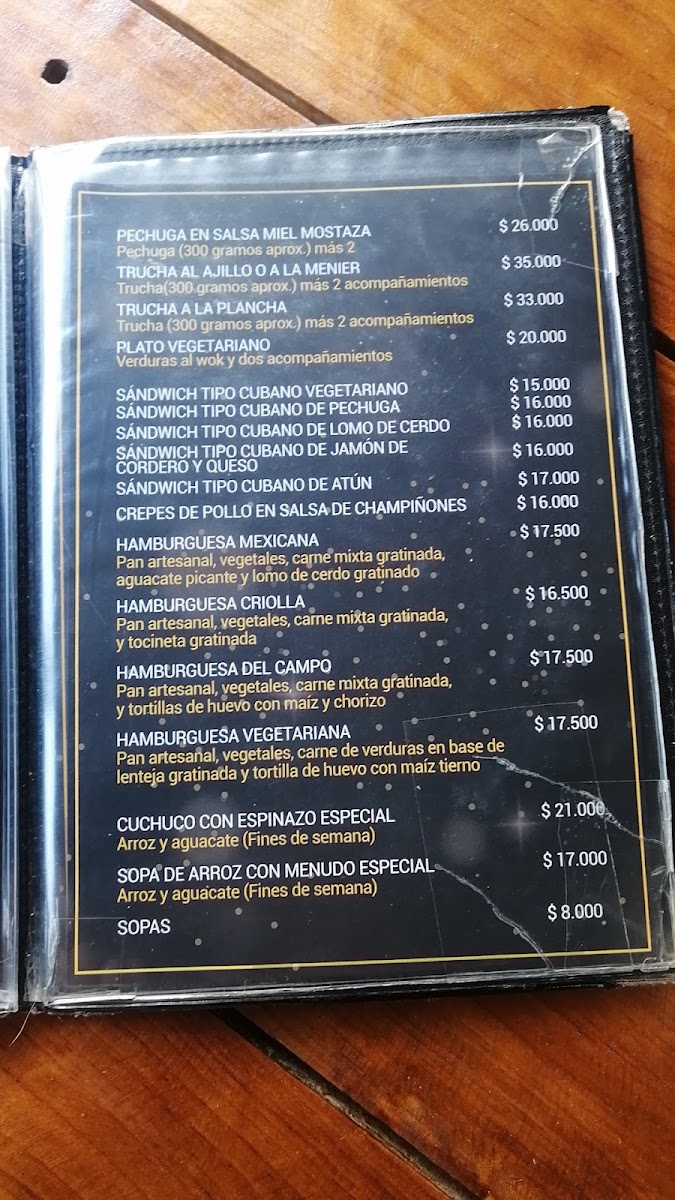 PECHUGA EN SALSA MIEL MOSTAZA $ 26.000
Pechuga (300 gramos aprox.) más 2
TRUCHA AL AJILLO O A LA MENIER $ 35.000
Trucha(300 gramos aprox.) más 2 acompañamientos
TRUCHA A LA PLANCHA $ 33.000
Trucha (300 gramos aprox.) más 2 acompañamientos
PLATO VEGETARIANO $ 20.000
Verduras al wok y dos acompañamientos
SÁNDWICH TIPO CUBANO VEGETARIANO $ 15.000
SÁNDWICH TIPO CUBANO DE PECHUGA $ 16.000
SÁNDWICH TIPO CUBANO DE LOMO DE CERDO $ 16.000
SÁNDWICH TIPO CUBANO DE JAMÓN DE $ 16.000
CORDERO Y QUESO
SÁNDWICH TIPO CUBANO DE ATÚN $ 17.000
CREPES DE POLLO EN SALSA DE CHAMPIÑONES $ 16.000
HAMBURGUESA MEXICANA $ 17.500
Pan artesanal, vegetales, carne mixta gratinada,
aguacate picante y lomo de cerdo gratinado
HAMBURGUESA CRIOLLA $ 16.500
Pan artesanal, vegetales, carne mixta gratinada,
y tocineta gratinada
HAMBURGUESA DEL CAMPO $ 17.500
Pan artesanal, vegetales, carne mixta gratinada,
y tortillas de huevo con maíz y chorizo
HAMBURGUESA VEGETARIANA $ 17.500
Pan artesanal, vegetales, carne de verduras en base de
lenteja gratinada y tortilla de huevo con maíz tierno
CUCHUCO CON ESPINAZO ESPECIAL $ 21.000
Arroz y aguacate (Fines de semana)
SOPA DE ARROZ CON MENUDO ESPECIAL $ 17.000
Arroz y aguacate (Fines de semana)
SOPAS $ 8.000